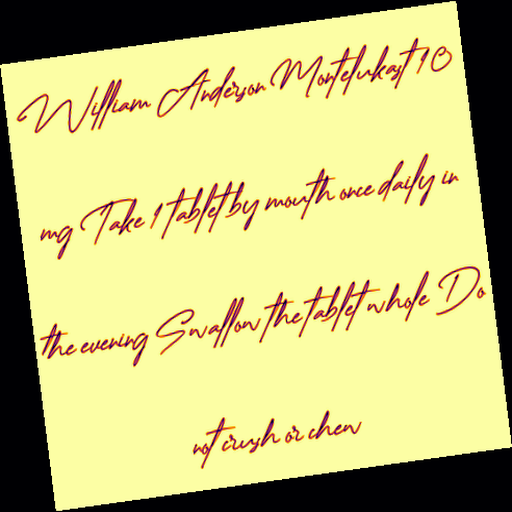 William Anderson Montelukast 10
mg Take 1 tablet by mouth once daily in
the evening Swallow the tablet whole Do
not crush or chew